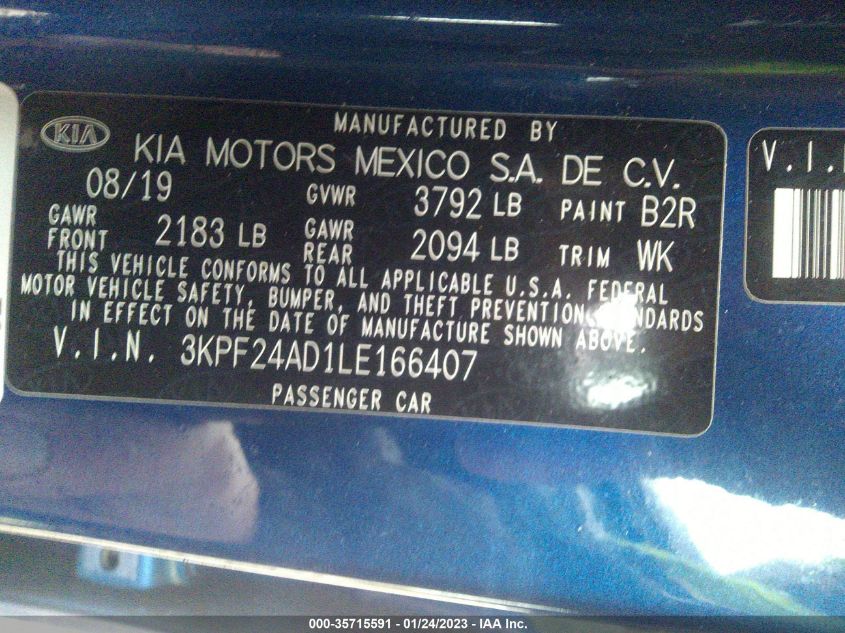 KIA
MANUFACTURED BY
KIA MOTORS MEXICO S.A. DE C.V.
08/19 GVWR 3792 LB PAINT B2R
GAWR FRONT 2183 LB GAWR REAR 2094 LB TRIM WK
THIS VEHICLE CONFORMS TO ALL APPLICABLE U.S.A. FEDERAL
MOTOR VEHICLE SAFETY, BUMPER, AND THEFT PREVENTION NDARDS
IN EFFECT ON THE DATE OF MANUFACTURE SHOWN ABOVE.
V.I.N. 3KPF24AD1LE166407
PASSENGER CAR
V.I.
000-35715591 - 01/24/2023 - IAA Inc.